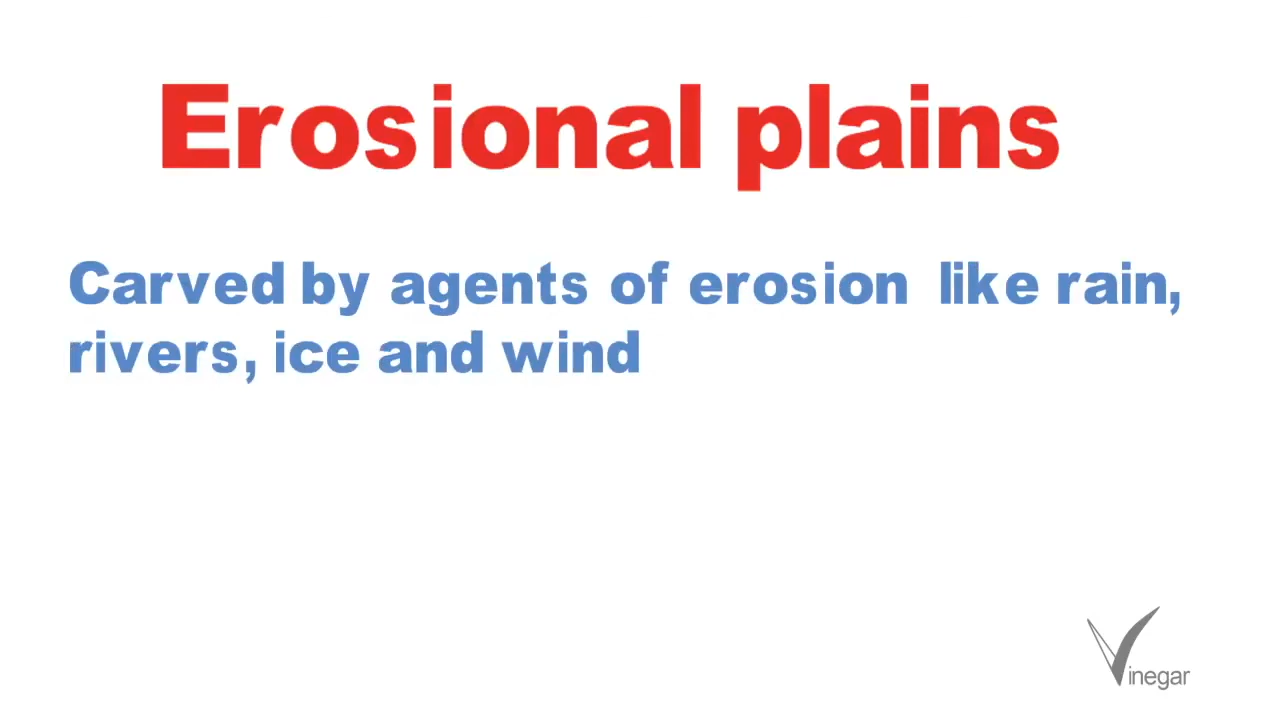 Erosional plains
Carved by agents of erosion like rain,
rivers, ice and wind
Vinegar